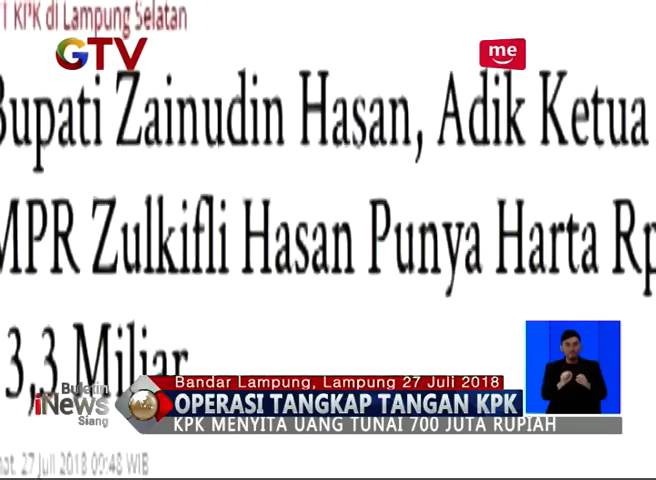 KPK di Lampung Selatan
GTV
me
Bupati Zainudin Hasan, Adik Ketua
MPR Zulkifli Hasan Punya Harta Rp
3,3 Miliar
Bandar Lampung, Lampung 27 Juli 2018
Buletin
iNews
Siang
OPERASI TANGKAP TANGAN KPK
KPK MENYITA UANG TUNAI 700 JUTA RUPIAH
27 Juli 2018 09:48 WIB